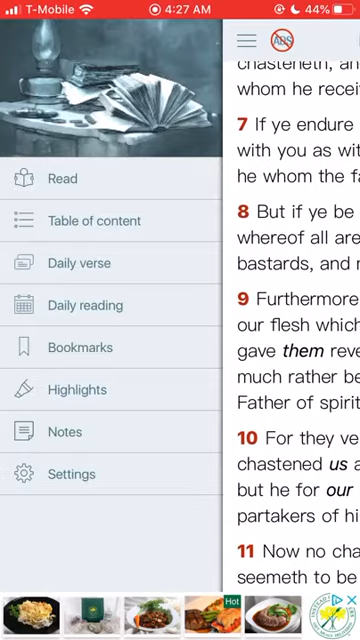 T-Mobile 4:27 AM 44%
ADS
chasteneth, and
whom he recei
7 If ye endure
with you as wit
he whom the fa
8 But if ye be
whereof all are
bastards, and
9 Furthermore
our flesh which
gave them reve
much rather be
Father of spirit
10 For they ve
chastened us a
but he for our
partakers of hi
11 Now no cha
seemeth to be
Read
Table of content
Daily verse
Daily reading
Bookmarks
Highlights
Notes
Settings
Hot